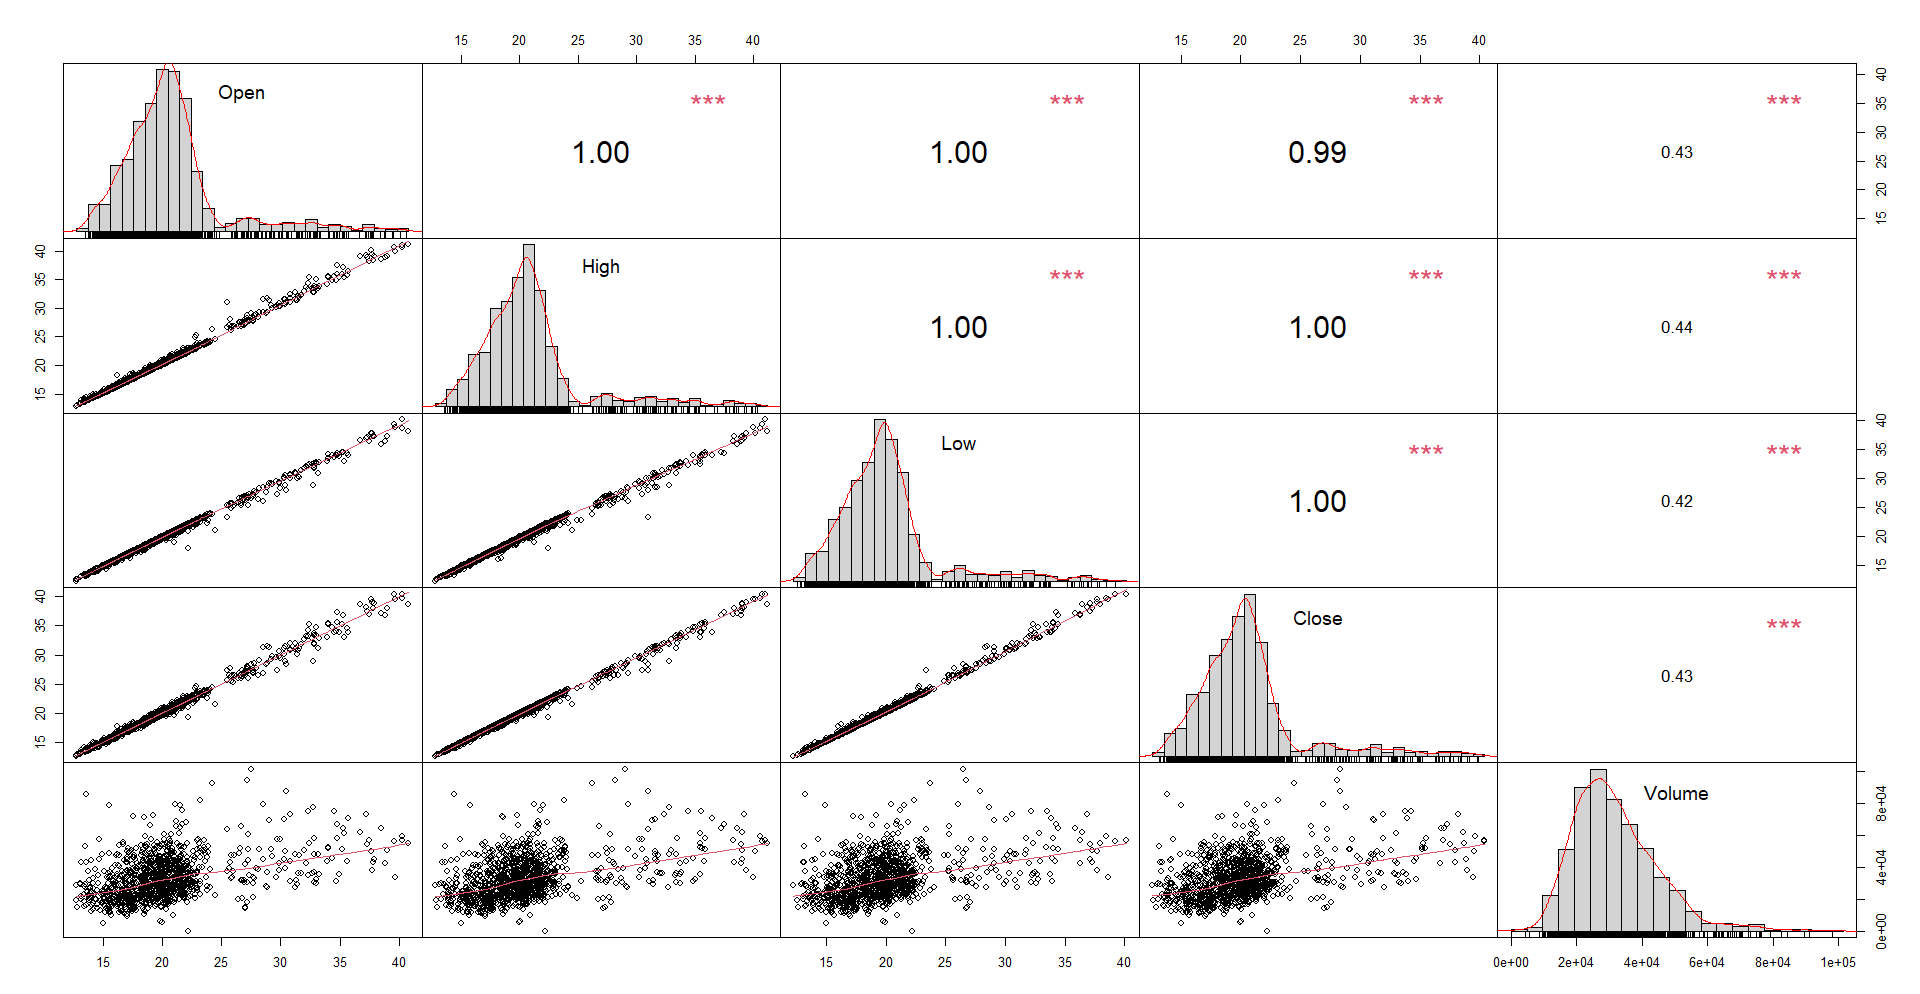 15 20 25 30 35 40 15 20 25 30 35 40
Open *** *** *** ***
1.00 1.00 0.99 0.43
15 20 25 30 35 40
15 20 25 30 35 40
High *** *** ***
1.00 1.00 0.44
Low *** ***
1.00 0.42
15 20 25 30 35 40
15 20 25 30 35 40
Close ***
0.43
Volume
0e+00 4e+04 8e+04
15 20 25 30 35 40 15 20 25 30 35 40 0e+00 2e+04 4e+04 6e+04 8e+04 1e+05